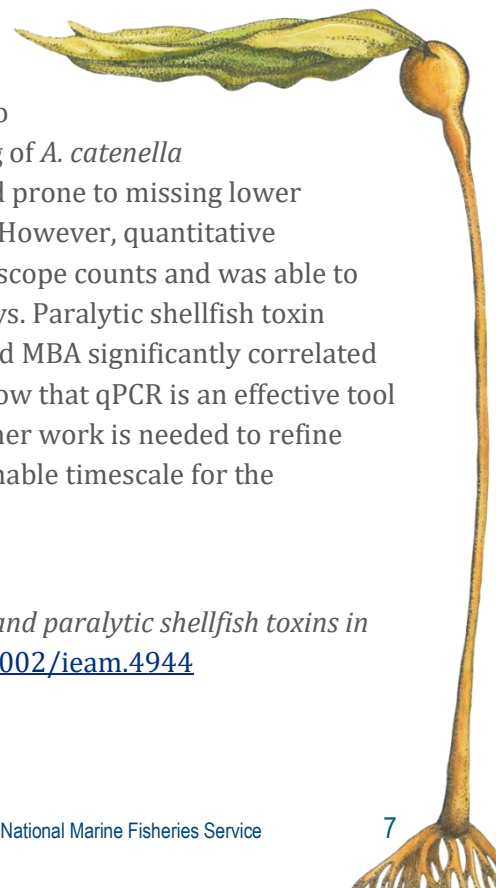 g of A. catenella
d prone to missing lower
However, quantitative
scope counts and was able to
ys. Paralytic shellfish toxin
d MBA significantly correlated
ow that qPCR is an effective tool
ner work is needed to refine
nable timescale for the
and paralytic shellfish toxins in
002/ieam.4944
National Marine Fisheries Service 7